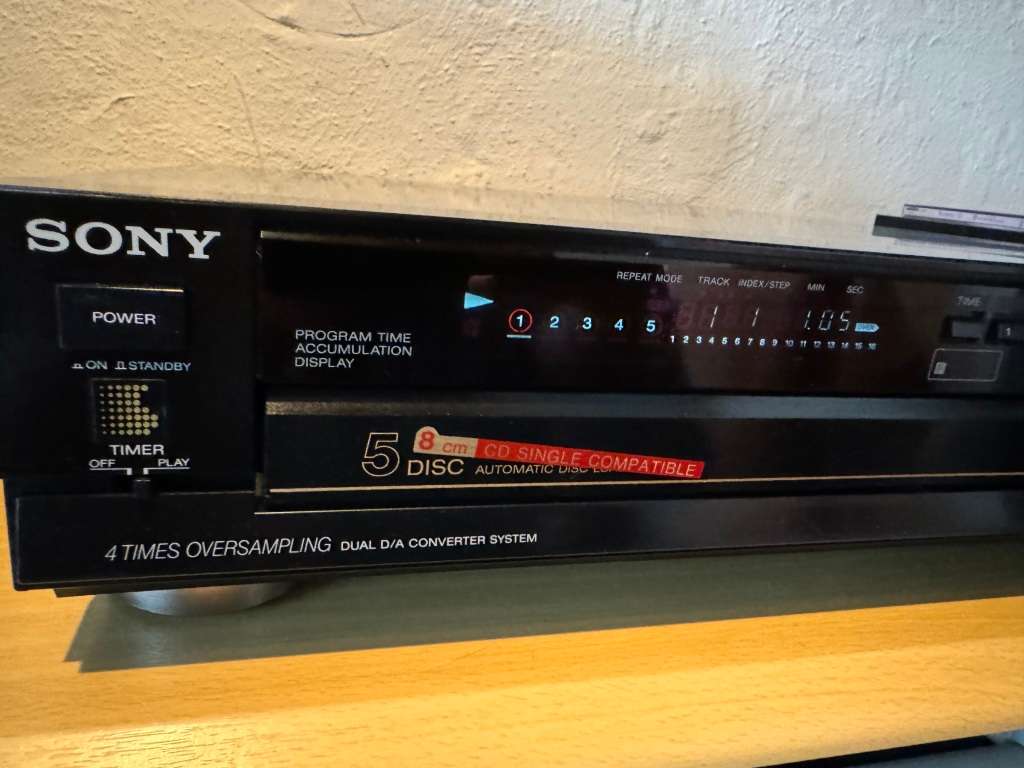 SONY
POWER
ON STANDBY
TIMER
OFF PLAY
PROGRAM TIME
ACCUMULATION
DISPLAY
REPEAT MODE TRACK INDEX/STEP MIN SEC
1 2 3 4 5
1 1 1.05
OVER
1 2 3 4 5 6 7 8 9 10 11 12 13 14 15 16
TIME
1
5 DISC AUTOMATIC DISC
8 cm CD SINGLE COMPATIBLE
4 TIMES OVERSAMPLING DUAL D/A CONVERTER SYSTEM